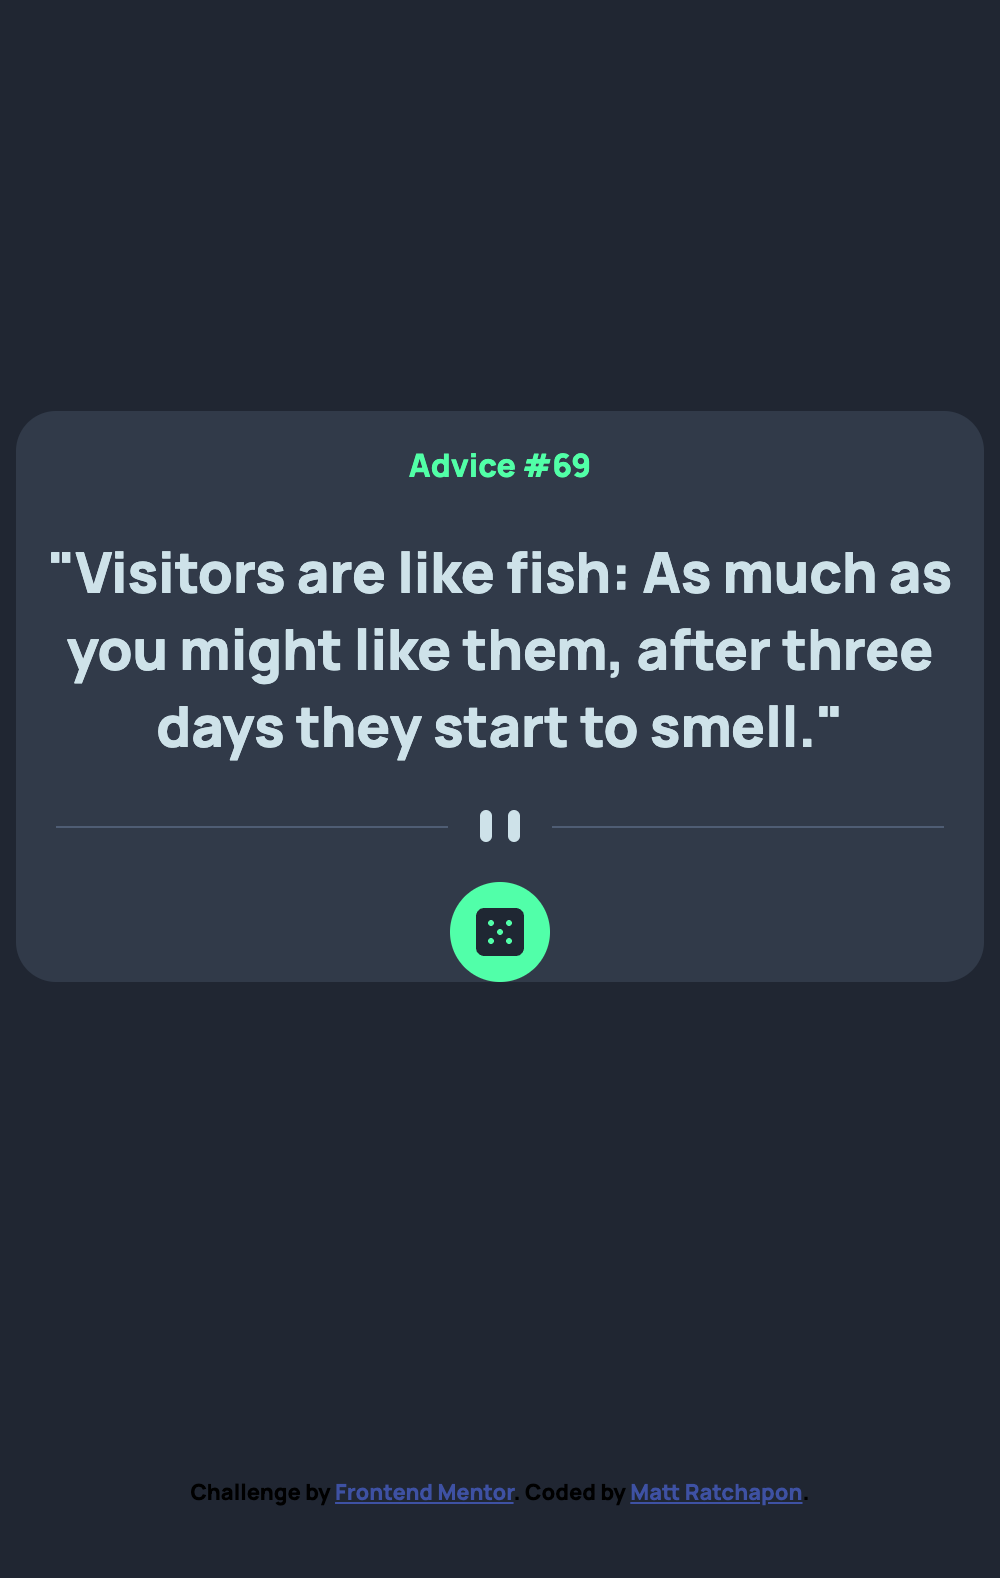 Advice #69
"Visitors are like fish: As much as
you might like them, after three
days they start to smell."
Challenge by Frontend Mentor. Coded by Matt Ratchapon.